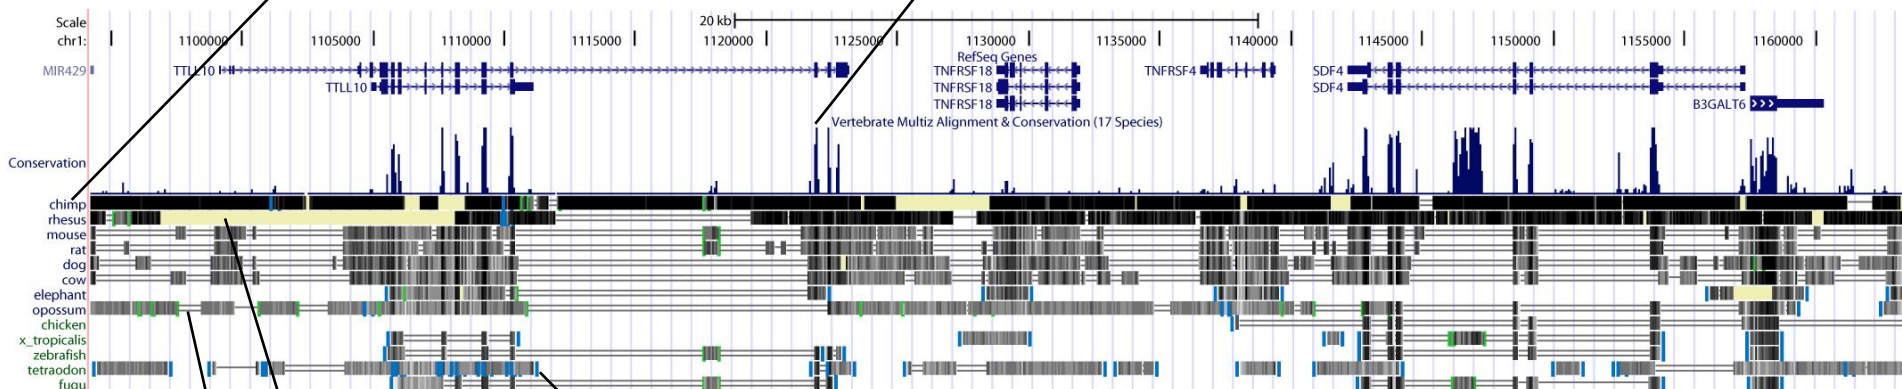 Scale 20 kb
chr1: 1100000 1105000 1110000 1115000 1120000 1125000 1130000 1135000 1140000 1145000 1150000 1155000 1160000
RefSeq Genes
MIR429 TTLL10 TNFRSF18 TNFRSF4 SDF4
TTLL10 TNFRSF18 SDF4
TNFRSF18 B3GALT6
Vertebrate Multiz Alignment & Conservation (17 Species)
Conservation
chimp
rhesus
mouse
rat
dog
cow
elephant
opossum
chicken
x_tropicalis
zebrafish
tetraodon
fugu